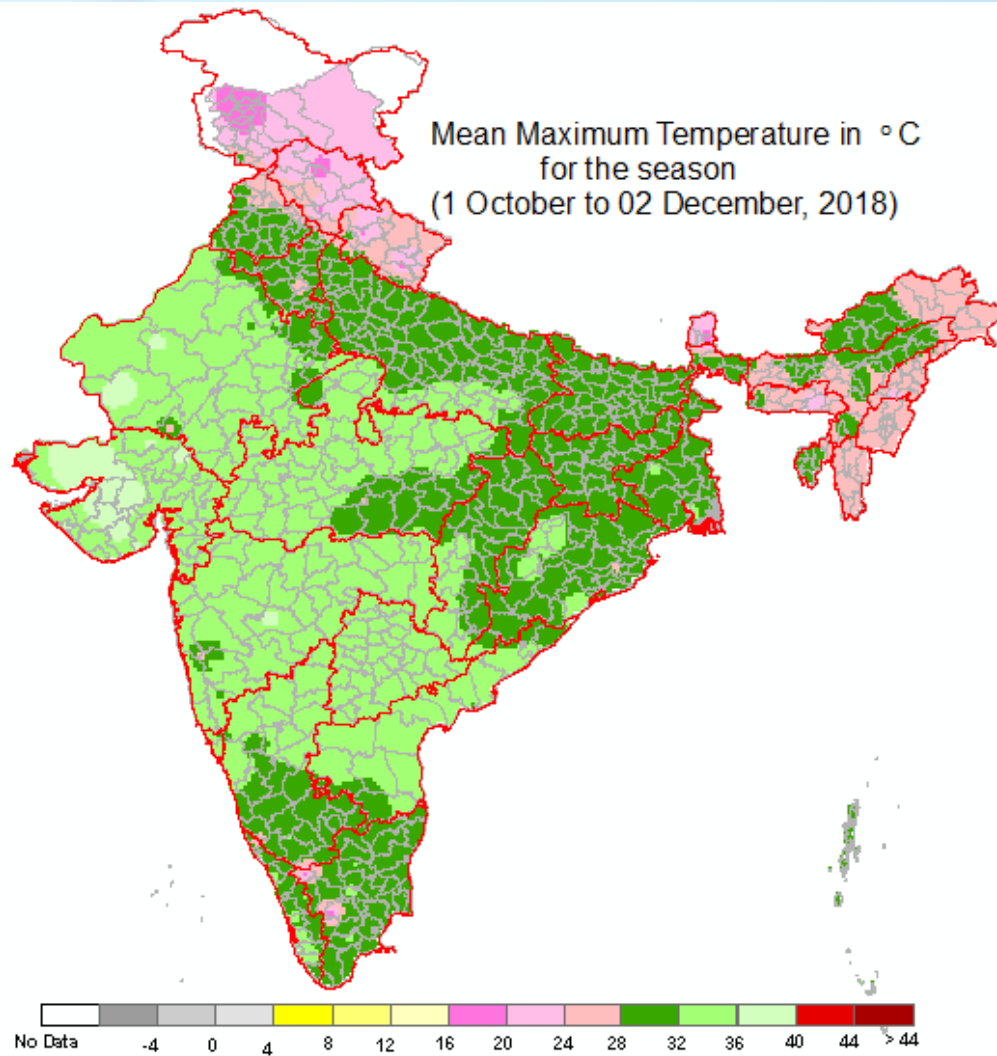 Mean Maximum Temperature in °C
for the season
(1 October to 02 December, 2018)
No Data -4 0 4 8 12 16 20 24 28 32 36 40 44 > 44